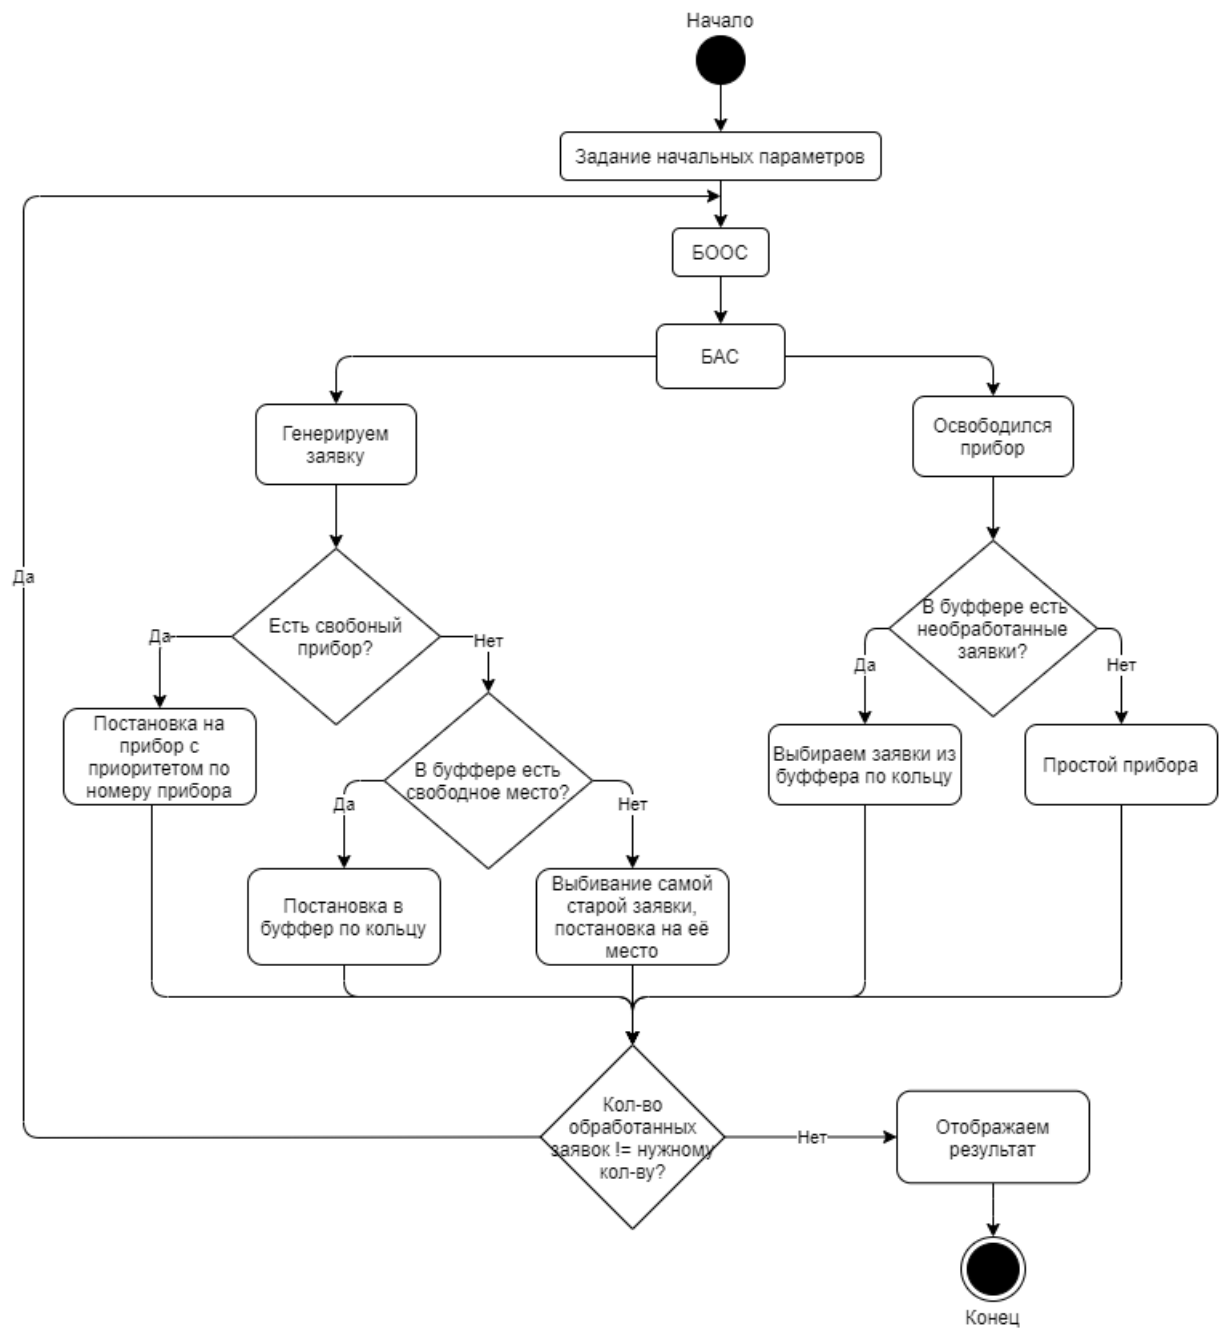 Начало
Задание начальных параметров
БООС
БАС
Генерируем
заявку
Освободился
прибор
Да
Есть свобоный
прибор?
Да
Нет
В буффере есть
необработанные
заявки?
Да
Нет
Постановка на
прибор с
приоритетом по
номеру прибора
В буффере есть
свободное место?
Да
Нет
Выбираем заявки из
буффера по кольцу
Простой прибора
Постановка в
буффер по кольцу
Выбивание самой
старой заявки,
постановка на её
место
Кол-во
обработанных
заявок != нужному
кол-ву?
Нет
Отображаем
результат
Конец